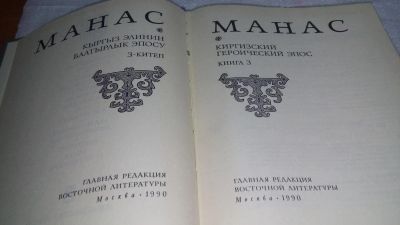 МАНАС
КЫРГЫЗ ЭЛИНИН
БААТЫРДЫК ЭПОСУ
3-КИТЕП
ГЛАВНАЯ РЕДАКЦИЯ
ВОСТОЧНОЙ ЛИТЕРАТУРЫ
Москва · 1990
МАНАС
КИРГИЗСКИЙ
ГЕРОИЧЕСКИЙ ЭПОС
КНИГА 3
ГЛАВНАЯ РЕДАКЦИЯ
ВОСТОЧНОЙ ЛИТЕРАТУРЫ
Москва · 1990